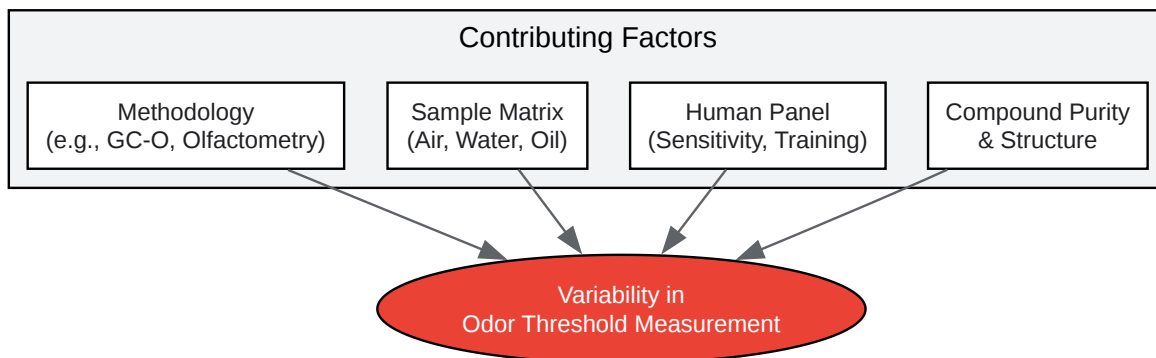 Contributing Factors
Methodology
(e.g., GC-O, Olfactometry)
Sample Matrix
(Air, Water, Oil)
Human Panel
(Sensitivity, Training)
Compound Purity
& Structure
Variability in
Odor Threshold Measurement